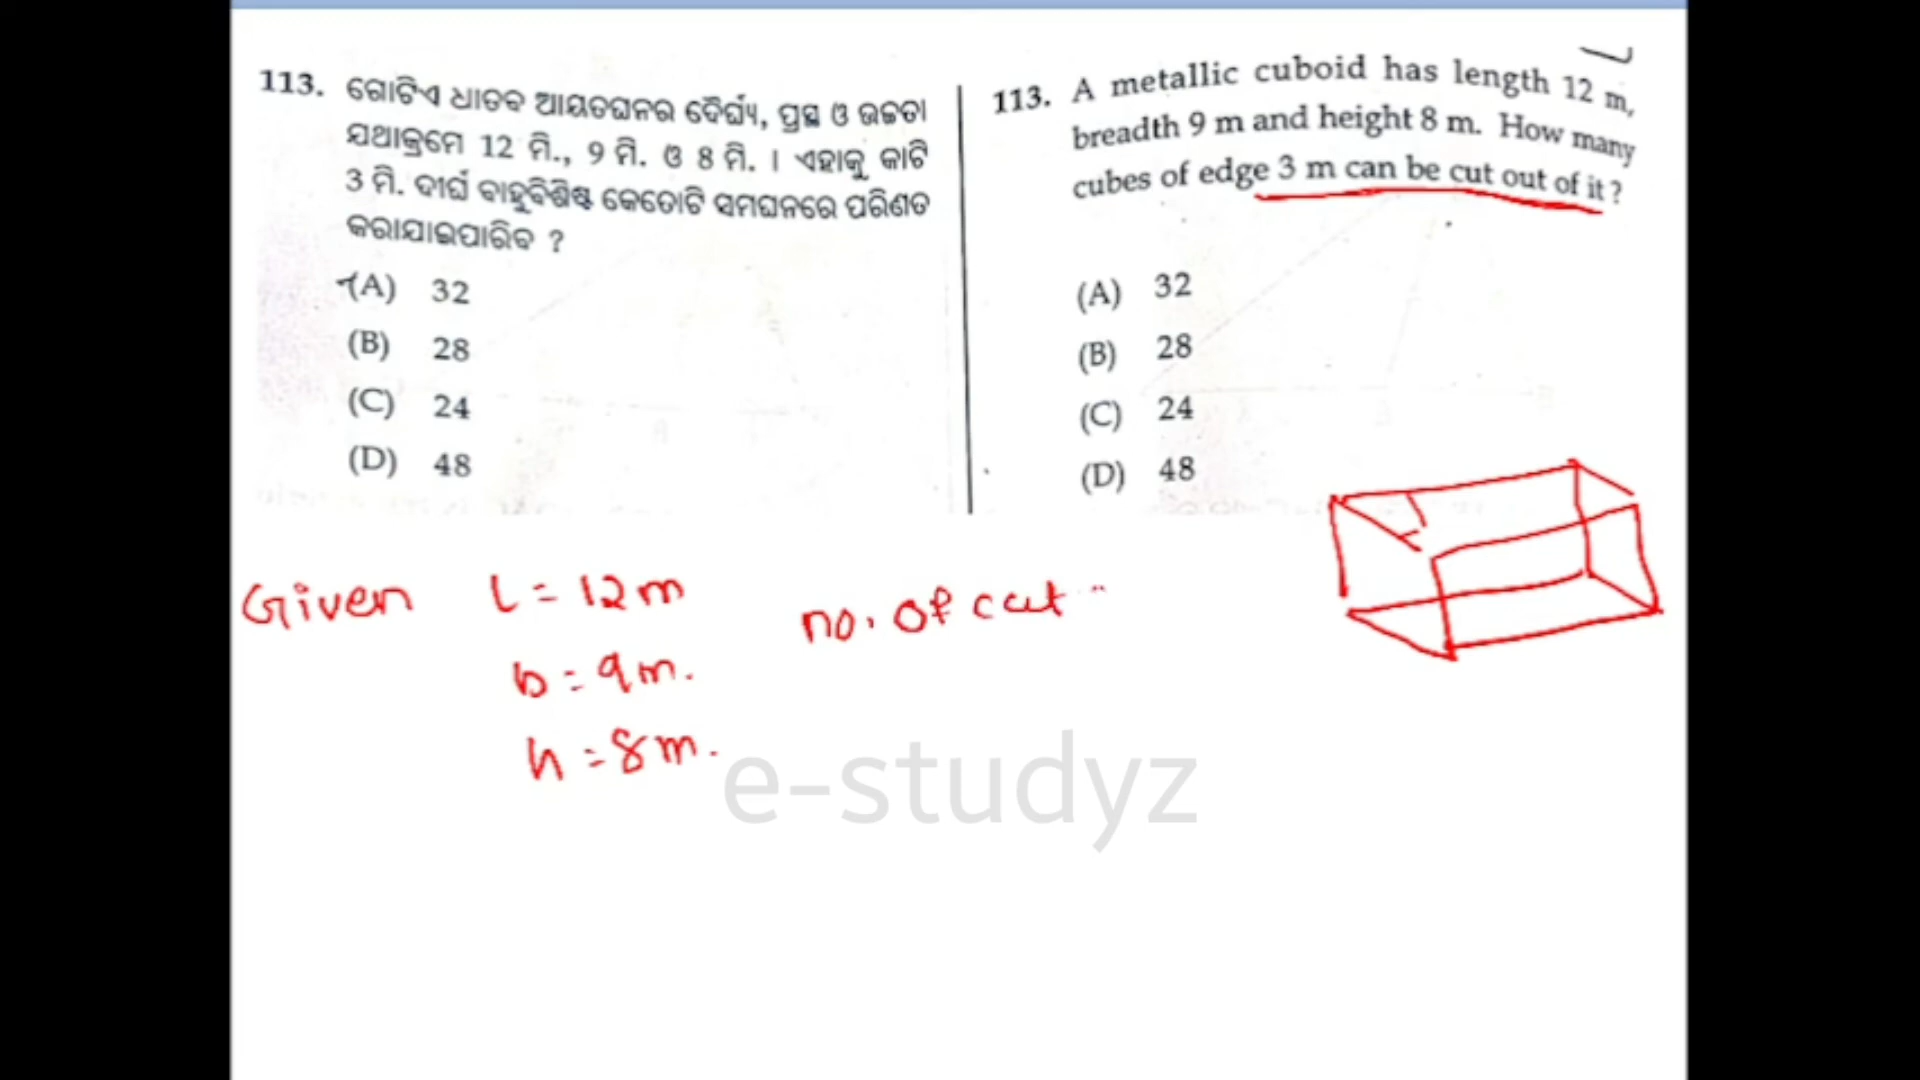 113. ଗୋଟିଏ ଧାତବ ଆୟତଘନର ଦୈର୍ଘ୍ୟ, ପ୍ରସ୍ଥ ଓ ଉଚ୍ଚତା
ଯଥାକ୍ରମେ 12 ମି., 9 ମି. ଓ 8 ମି. । ଏହାକୁ କାଟି
3 ମି. ଦୀର୍ଘ ବାହୁବିଶିଷ୍ଟ କେତୋଟି ସମଘନରେ ପରିଣତ
କରାଯାଇପାରିବ ?
(A) 32
(B) 28
(C) 24
(D) 48
113. A metallic cuboid has length 12 m,
breadth 9 m and height 8 m. How many
cubes of edge 3 m can be cut out of it ?
(A) 32
(B) 28
(C) 24
(D) 48
Given l = 12m
b = 9m.
h = 8m.
no. of cut
e-studyz